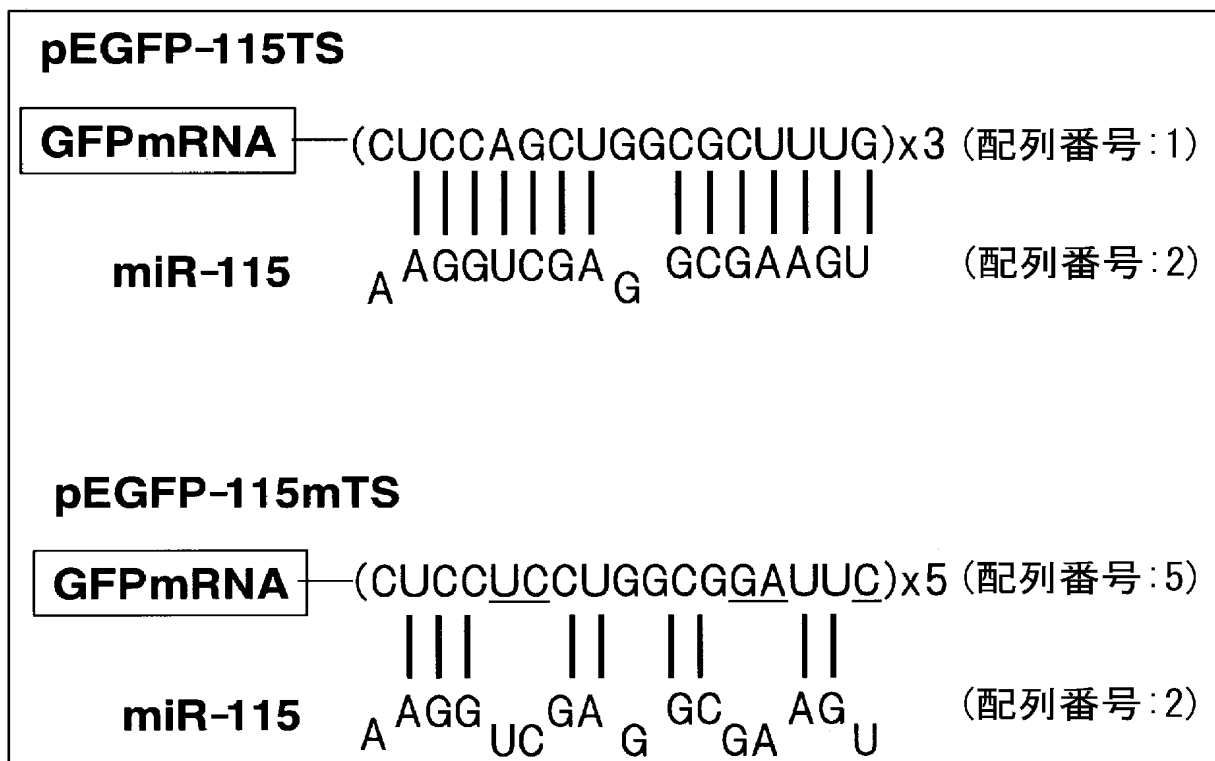 pEGFP-115TS
GFPmRNA (CUCCAGCUGGCGCUUUG)x3 (配列番号:1)
miR-115 A AGGUCGA G GCGAAGU (配列番号:2)
pEGFP-115mTS
GFPmRNA (CUCCUCCUGGCGGAUUC)x5 (配列番号:5)
miR-115 A AGG UC GA G GC GA AG U (配列番号:2)